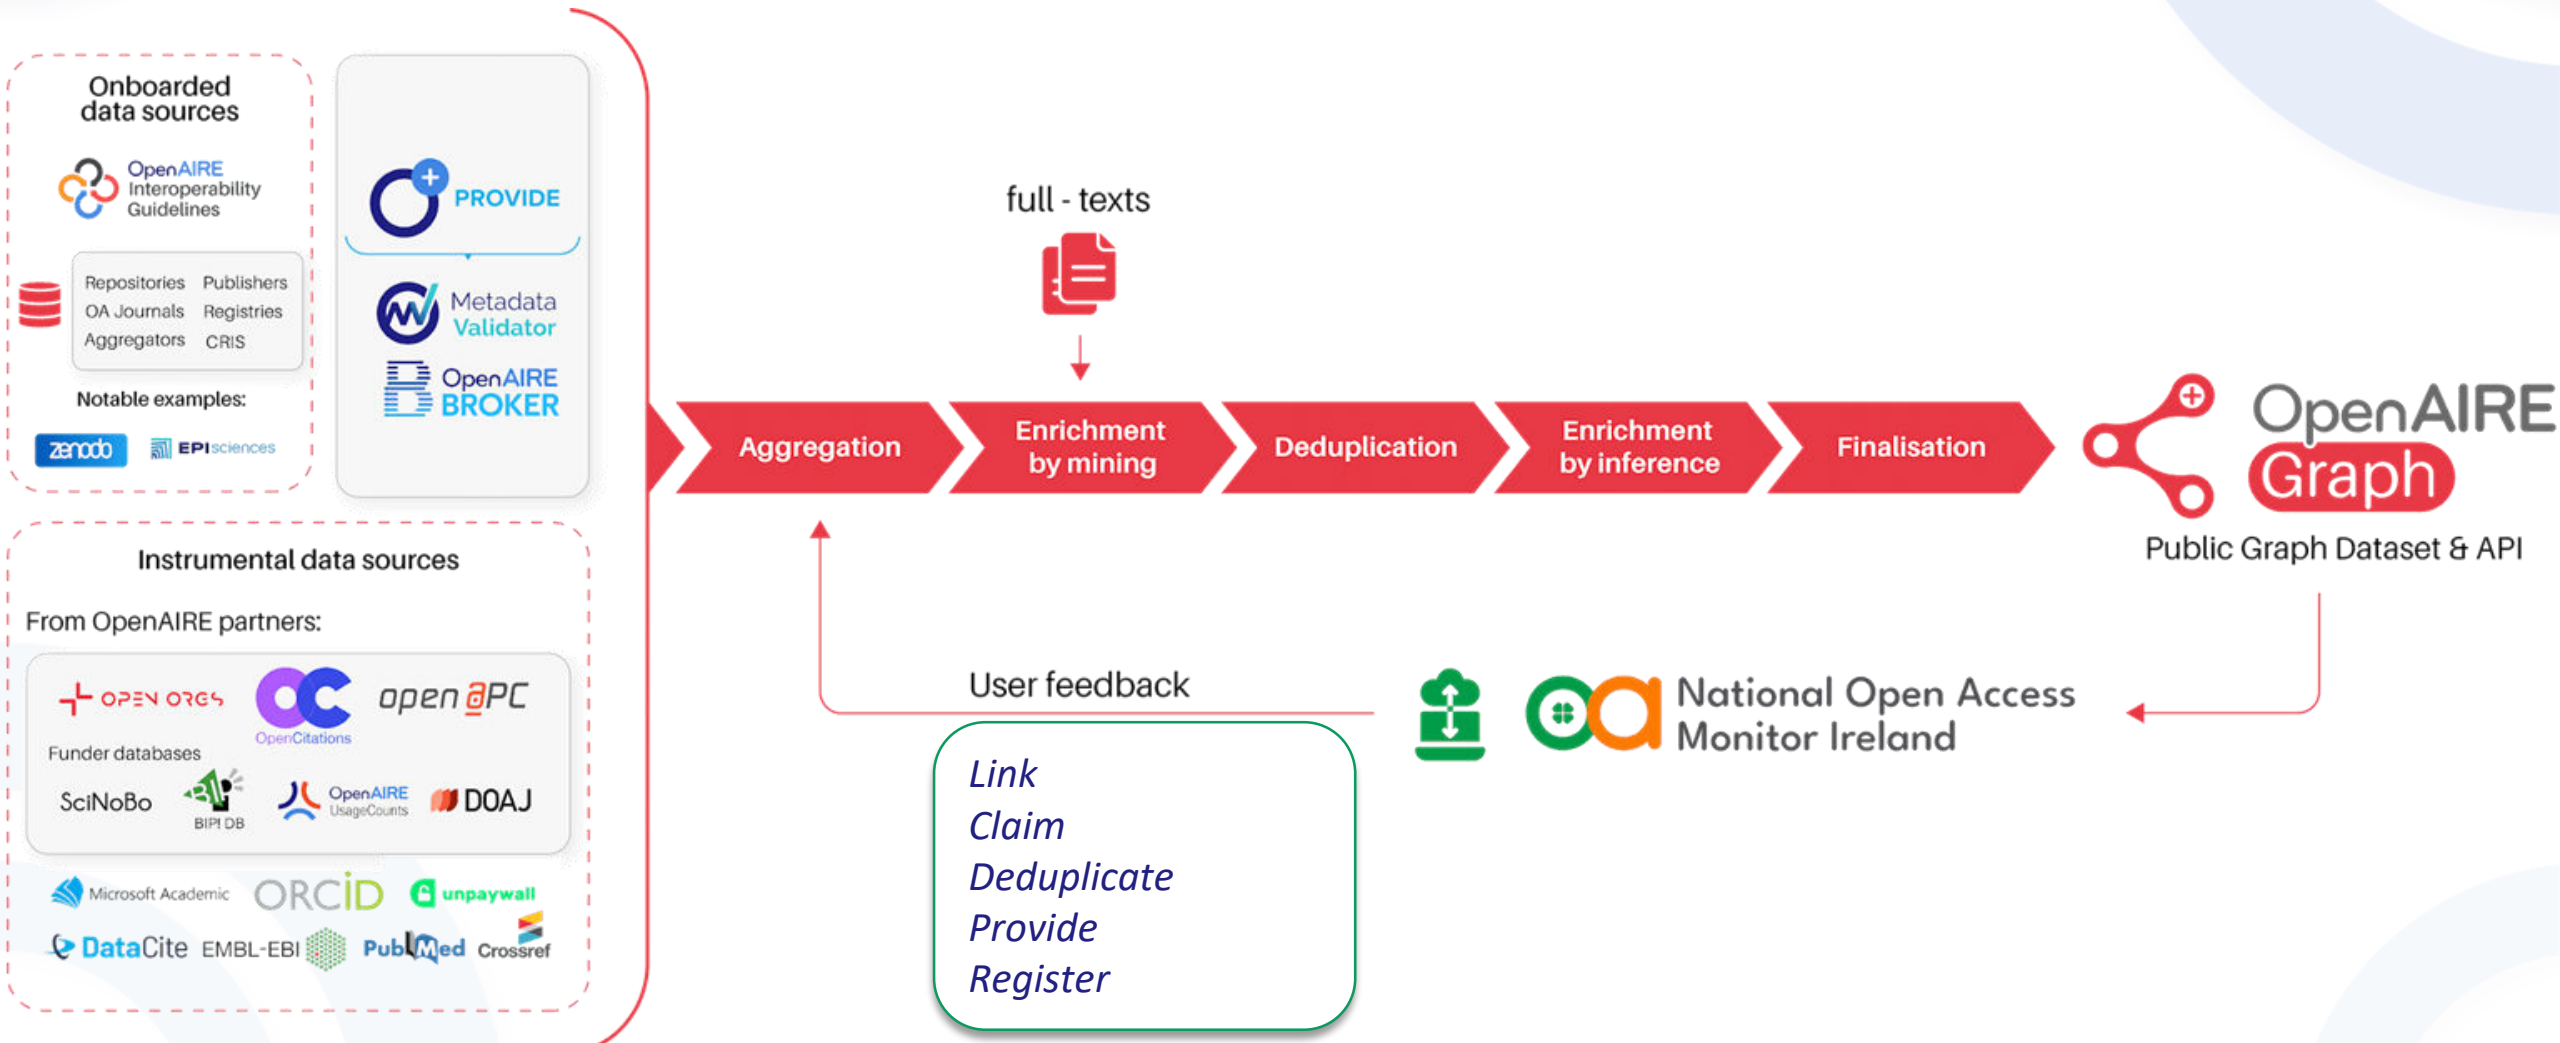 Onboarded
data sources
OpenAIRE
Interoperability
Guidelines
Repositories Publishers
OA Journals Registries
Aggregators CRIS
Notable examples:
zenodo
EPIsciences
PROVIDE
Metadata
Validator
OpenAIRE
BROKER
Instrumental data sources
From OpenAIRE partners:
OPEN ORGS
OC
OpenCitations
open aPC
Funder databases
SciNoBo
BIP!
BIP! DB
OpenAIRE
UsageCounts
DOAJ
Microsoft Academic
ORCiD
unpaywall
DataCite
EMBL-EBI
PubMed
Crossref
full - texts
Aggregation
Enrichment
by mining
Deduplication
Enrichment
by inference
Finalisation
OpenAIRE
Graph
Public Graph Dataset & API
User feedback
Link
Claim
Deduplicate
Provide
Register
oa
National Open Access
Monitor Ireland